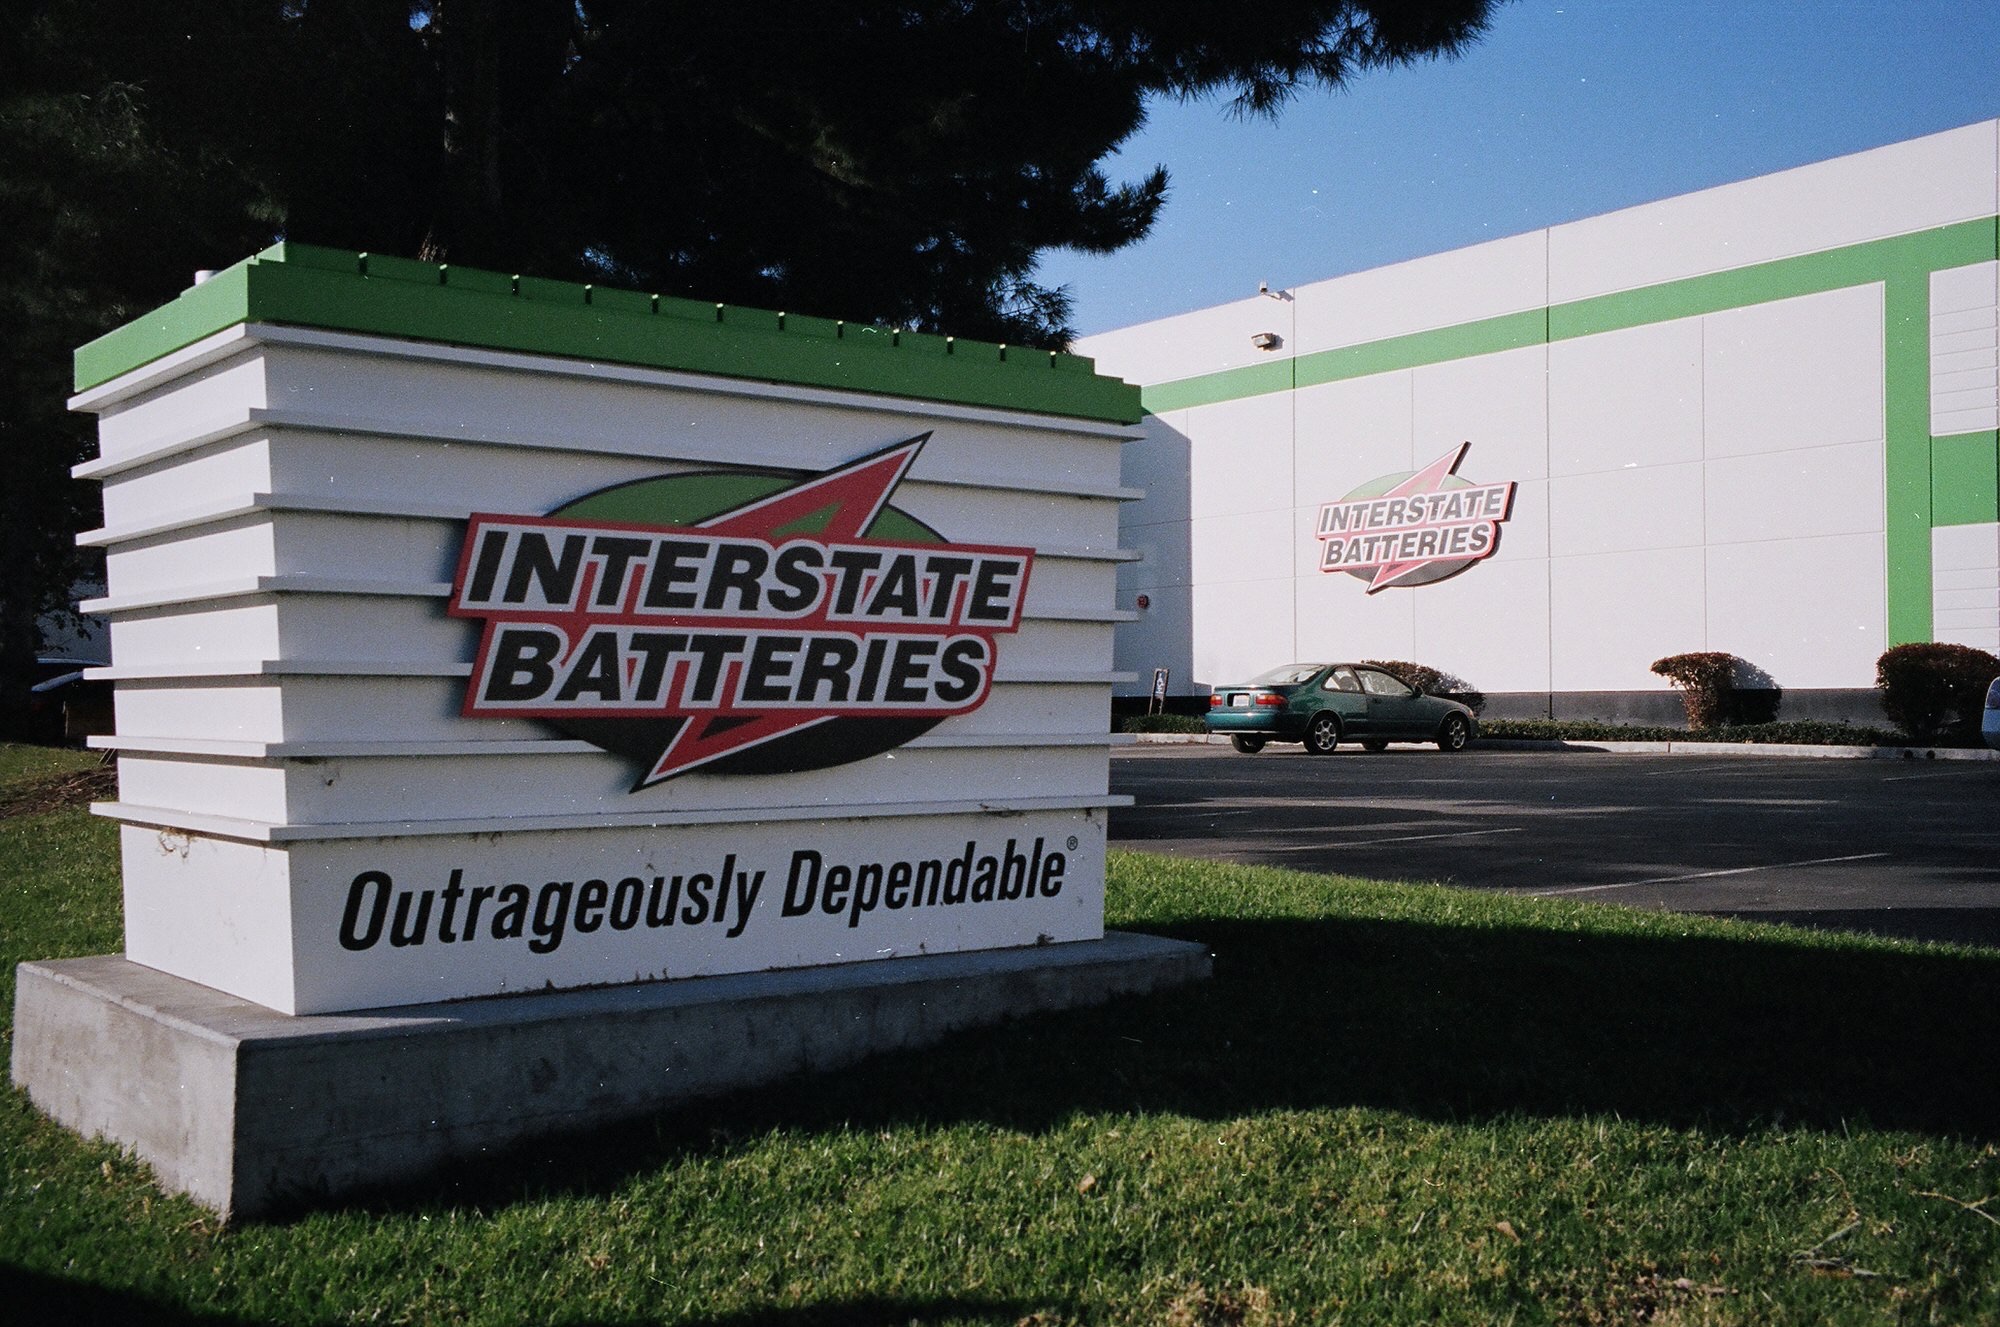 INTERSTATE
BATTERIES
Outrageously Dependable®
INTERSTATE
BATTERIES